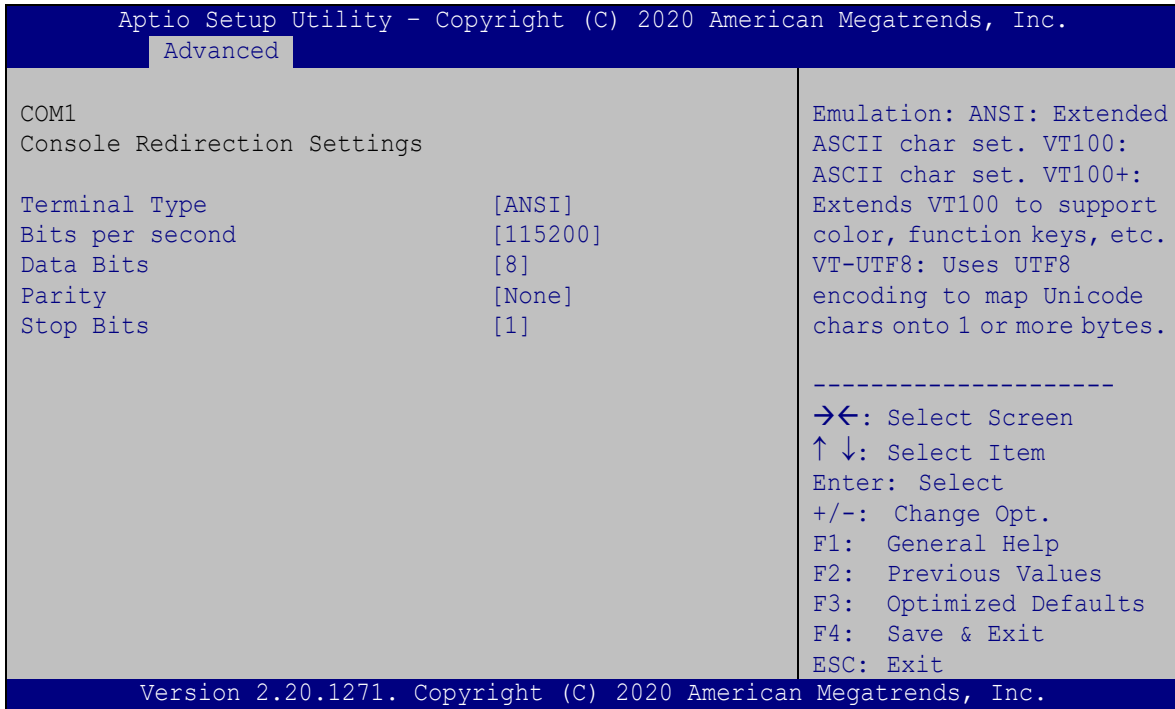 Aptio Setup Utility – Copyright (C) 2020 American Megatrends, Inc.
Advanced
COM1
Console Redirection Settings
Terminal Type [ANSI]
Bits per second [115200]
Data Bits [8]
Parity [None]
Stop Bits [1]
Emulation: ANSI: Extended
ASCII char set. VT100:
ASCII char set. VT100+:
Extends VT100 to support
color, function keys, etc.
VT-UTF8: Uses UTF8
encoding to map Unicode
chars onto 1 or more bytes.
---------------------
→←: Select Screen
↑ ↓: Select Item
Enter: Select
+/-: Change Opt.
F1: General Help
F2: Previous Values
F3: Optimized Defaults
F4: Save & Exit
ESC: Exit
Version 2.20.1271. Copyright (C) 2020 American Megatrends, Inc.